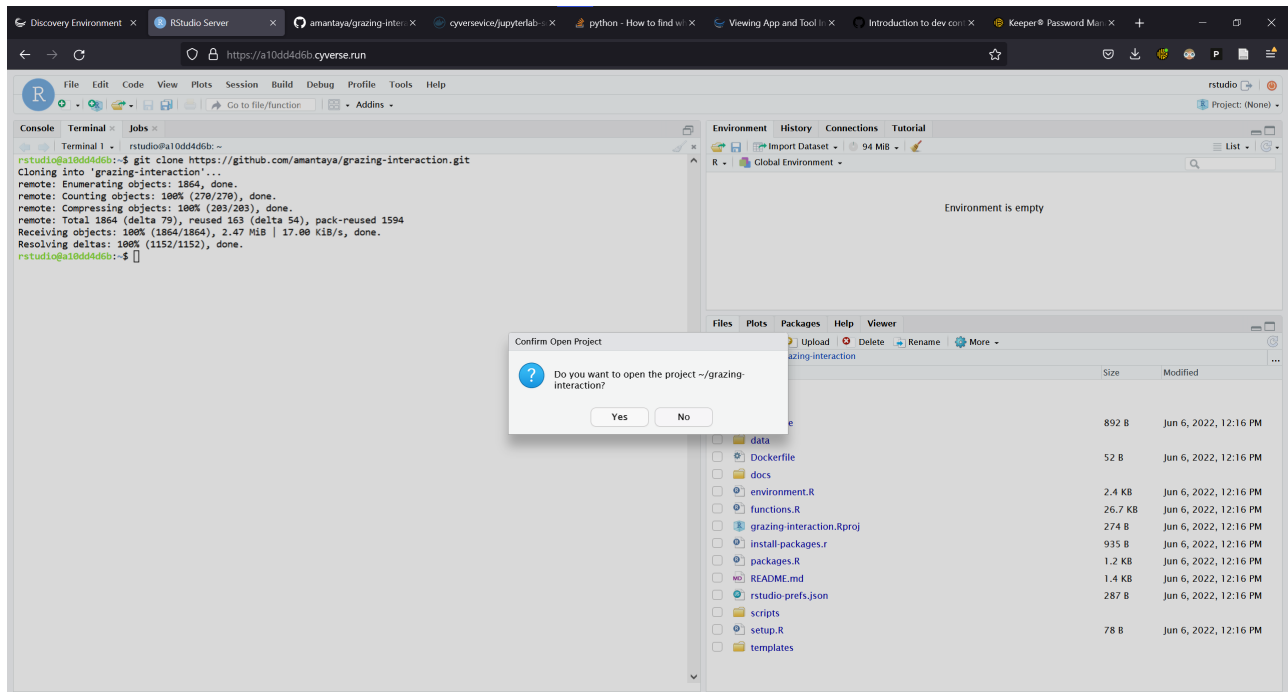 Discovery Environment
RStudio Server
amantaya/grazing-intera
cyversevice/jupyterlab-s
python - How to find wh
Viewing App and Tool In
Introduction to dev cont
Keeper® Password Man
https://a10dd4d6b.cyverse.run
R
File Edit Code View Plots Session Build Debug Profile Tools Help
rstudio
Go to file/function
Addins
Project: (None)
Console Terminal Jobs
Terminal 1 rstudio@a10dd4d6b: ~
rstudio@a10dd4d6b:~$ git clone https://github.com/amantaya/grazing-interaction.git
Cloning into 'grazing-interaction'...
remote: Enumerating objects: 1864, done.
remote: Counting objects: 100% (270/270), done.
remote: Compressing objects: 100% (203/203), done.
remote: Total 1864 (delta 79), reused 163 (delta 54), pack-reused 1594
Receiving objects: 100% (1864/1864), 2.47 MiB | 17.00 KiB/s, done.
Resolving deltas: 100% (1152/1152), done.
rstudio@a10dd4d6b:~$
Environment History Connections Tutorial
Import Dataset 94 MiB List
R Global Environment
Environment is empty
Confirm Open Project
Do you want to open the project ~/grazing-
interaction?
Yes No
Files Plots Packages Help Viewer
Upload Delete Rename More
azing-interaction
Size Modified
e 892 B Jun 6, 2022, 12:16 PM
data
Dockerfile 52 B Jun 6, 2022, 12:16 PM
docs
environment.R 2.4 KB Jun 6, 2022, 12:16 PM
functions.R 26.7 KB Jun 6, 2022, 12:16 PM
grazing-interaction.Rproj 274 B Jun 6, 2022, 12:16 PM
install-packages.r 935 B Jun 6, 2022, 12:16 PM
packages.R 1.2 KB Jun 6, 2022, 12:16 PM
README.md 1.4 KB Jun 6, 2022, 12:16 PM
rstudio-prefs.json 287 B Jun 6, 2022, 12:16 PM
scripts
setup.R 78 B Jun 6, 2022, 12:16 PM
templates